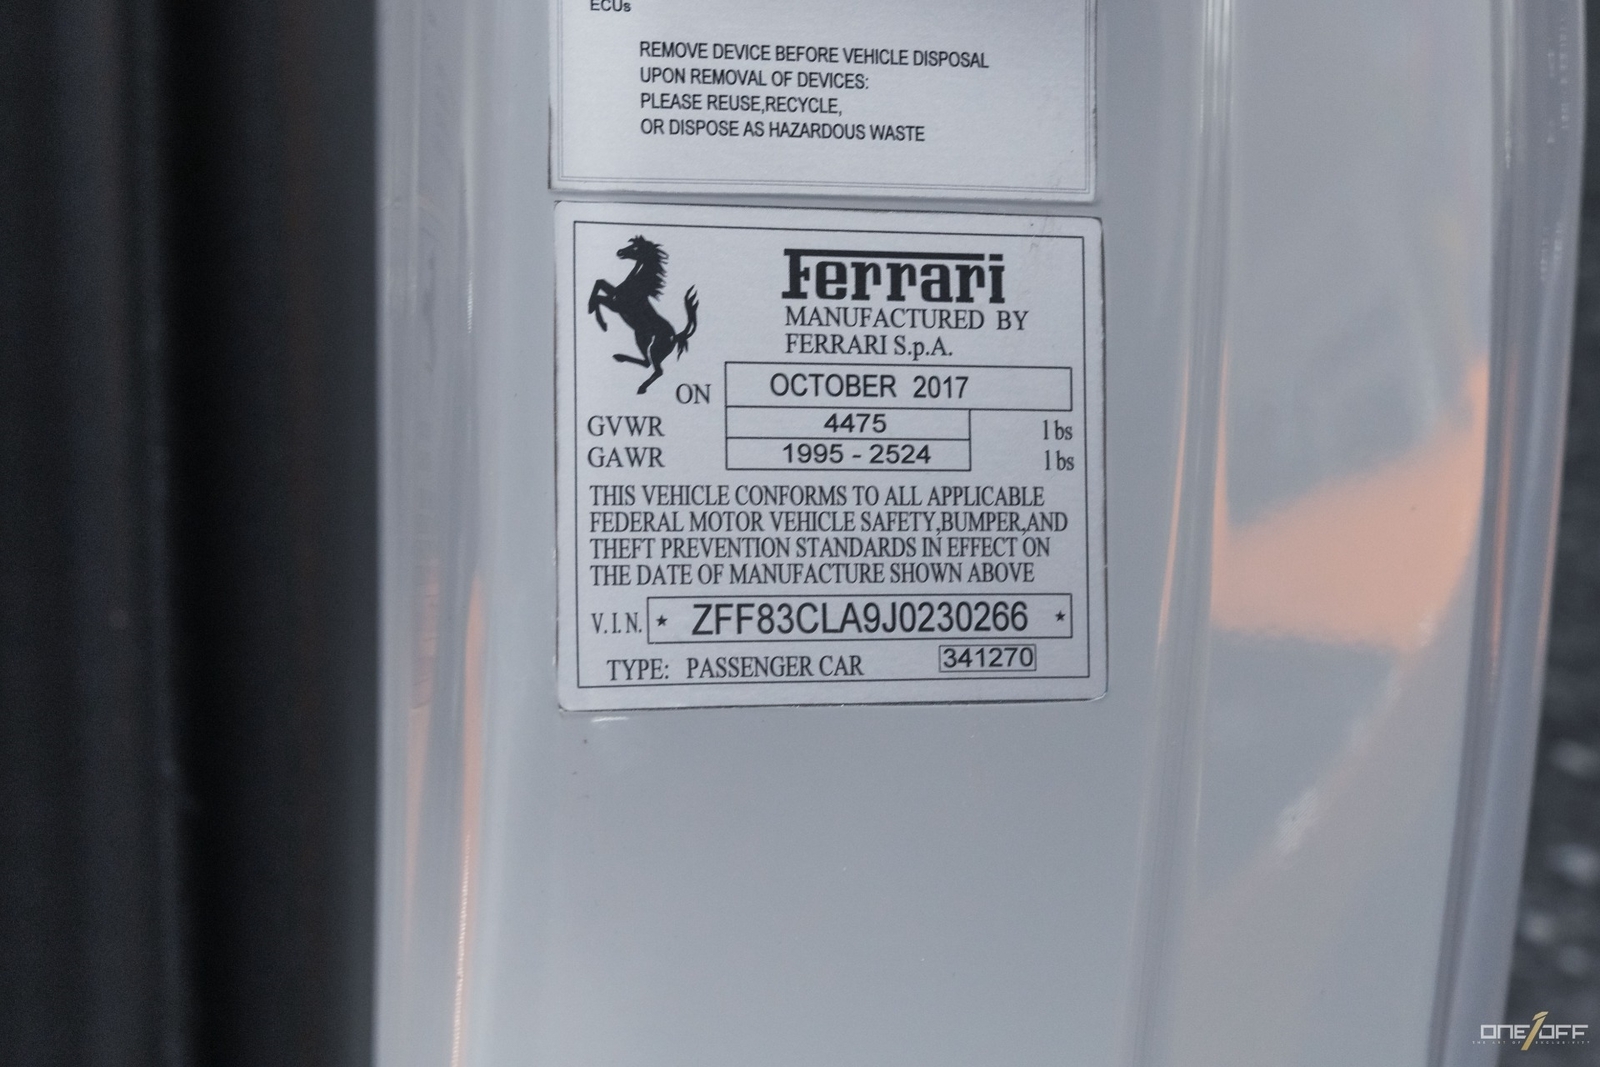 ECUs
REMOVE DEVICE BEFORE VEHICLE DISPOSAL
UPON REMOVAL OF DEVICES:
PLEASE REUSE,RECYCLE,
OR DISPOSE AS HAZARDOUS WASTE
Ferrari
MANUFACTURED BY
FERRARI S.p.A.
ON OCTOBER 2017
GVWR 4475 lbs
GAWR 1995 - 2524 lbs
THIS VEHICLE CONFORMS TO ALL APPLICABLE
FEDERAL MOTOR VEHICLE SAFETY,BUMPER,AND
THEFT PREVENTION STANDARDS IN EFFECT ON
THE DATE OF MANUFACTURE SHOWN ABOVE
V.I.N. * ZFF83CLA9J0230266 *
TYPE: PASSENGER CAR 341270
ONE1OFF